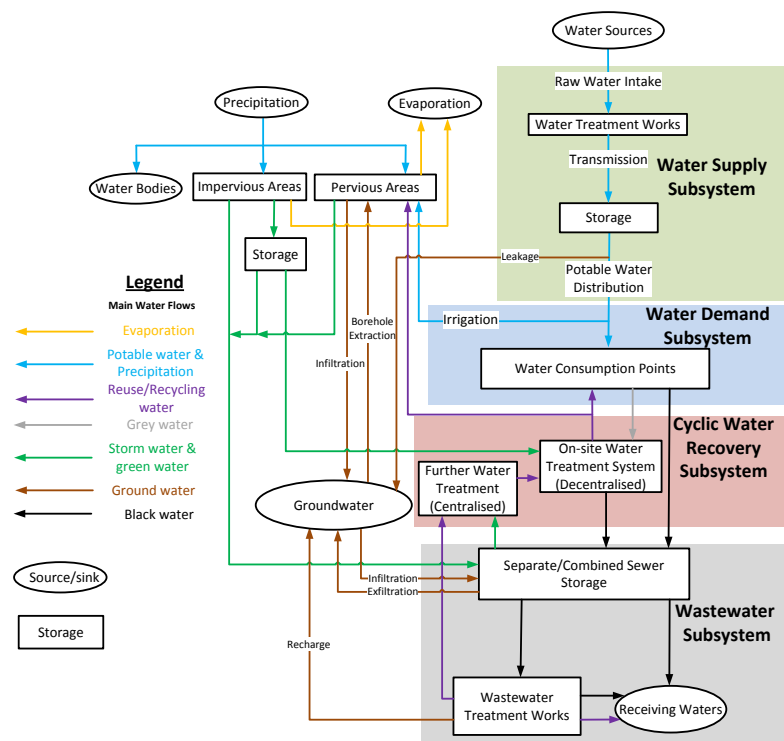 Water Sources
Raw Water Intake
Precipitation
Evaporation
Water Treatment Works
Transmission
Water Supply
Subsystem
Water Bodies
Impervious Areas
Pervious Areas
Storage
Storage
Leakage
Potable Water
Distribution
Legend
Main Water Flows
Evaporation
Potable water &
Precipitation
Reuse/Recycling
water
Grey water
Storm water &
green water
Ground water
Black water
Source/sink
Storage
Borehole
Extraction
Infiltration
Irrigation
Water Demand
Subsystem
Water Consumption Points
Cyclic Water
Recovery
Subsystem
On-site Water
Treatment System
(Decentralised)
Further Water
Treatment
(Centralised)
Groundwater
Infiltration
Exfiltration
Separate/Combined Sewer
Storage
Wastewater
Subsystem
Recharge
Wastewater
Treatment Works
Receiving Waters